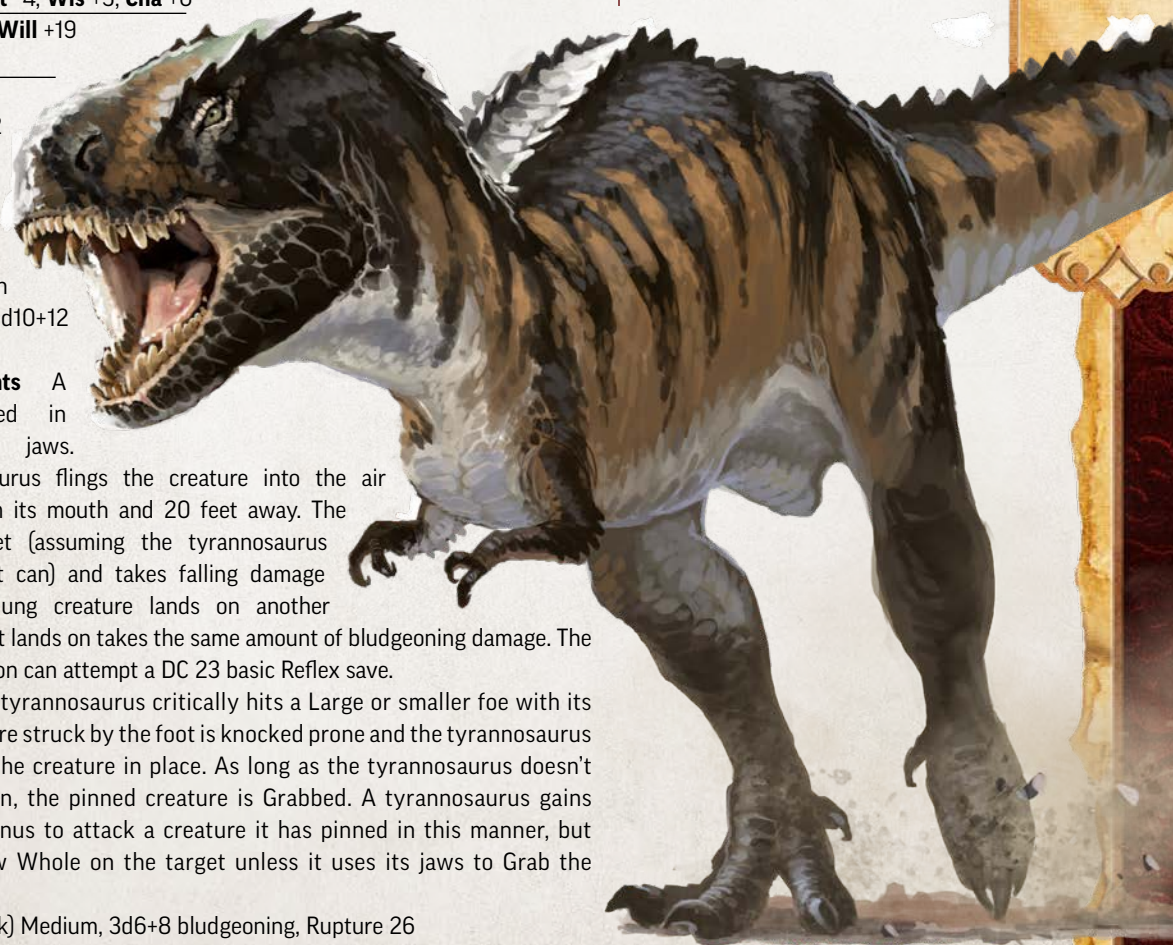 4, Wis +5, Cha +6
Will +19
d10+12
A
ed in
jaws.
urus flings the creature into the air
its mouth and 20 feet away. The
et (assuming the tyrannosaurus
t can) and takes falling damage
ung creature lands on another
t lands on takes the same amount of bludgeoning damage. The
on can attempt a DC 23 basic Reflex save.
tyrannosaurus critically hits a Large or smaller foe with its
re struck by the foot is knocked prone and the tyrannosaurus
he creature in place. As long as the tyrannosaurus doesn't
n, the pinned creature is Grabbed. A tyrannosaurus gains
nus to attack a creature it has pinned in this manner, but
w Whole on the target unless it uses its jaws to Grab the
k) Medium, 3d6+8 bludgeoning, Rupture 26